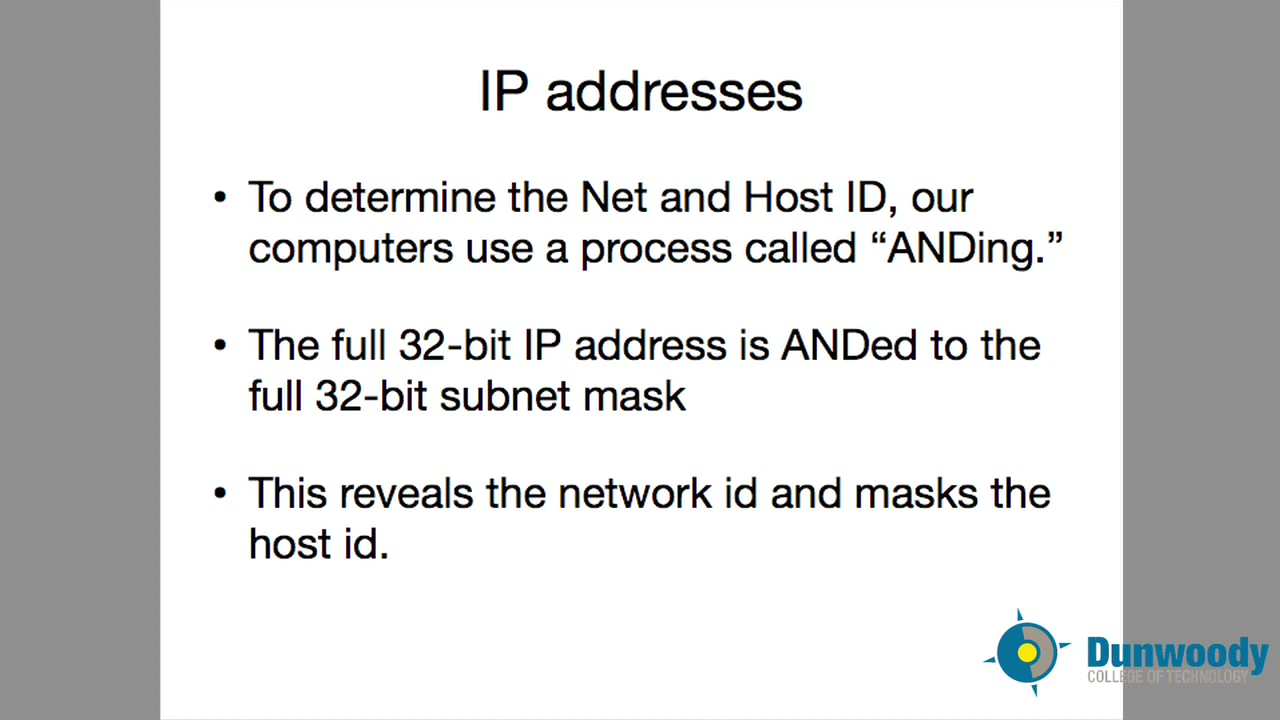 IP addresses
• To determine the Net and Host ID, our
computers use a process called “ANDing.”
• The full 32-bit IP address is ANDed to the
full 32-bit subnet mask
• This reveals the network id and masks the
host id.
Dunwoody
COLLEGE OF TECHNOLOGY